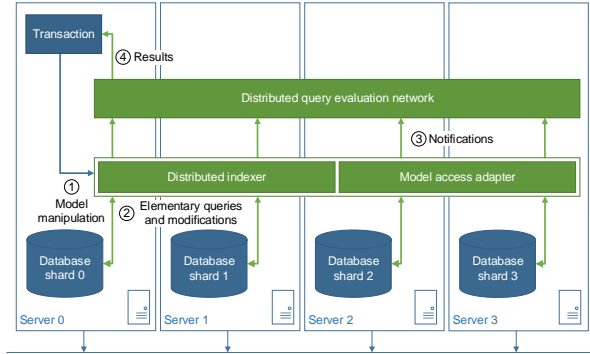 Transaction
④ Results
Distributed query evaluation network
③ Notifications
Distributed indexer
Model access adapter
①
Model
manipulation
② Elementary queries
and modifications
Database
shard 0
Database
shard 1
Database
shard 2
Database
shard 3
Server 0
Server 1
Server 2
Server 3